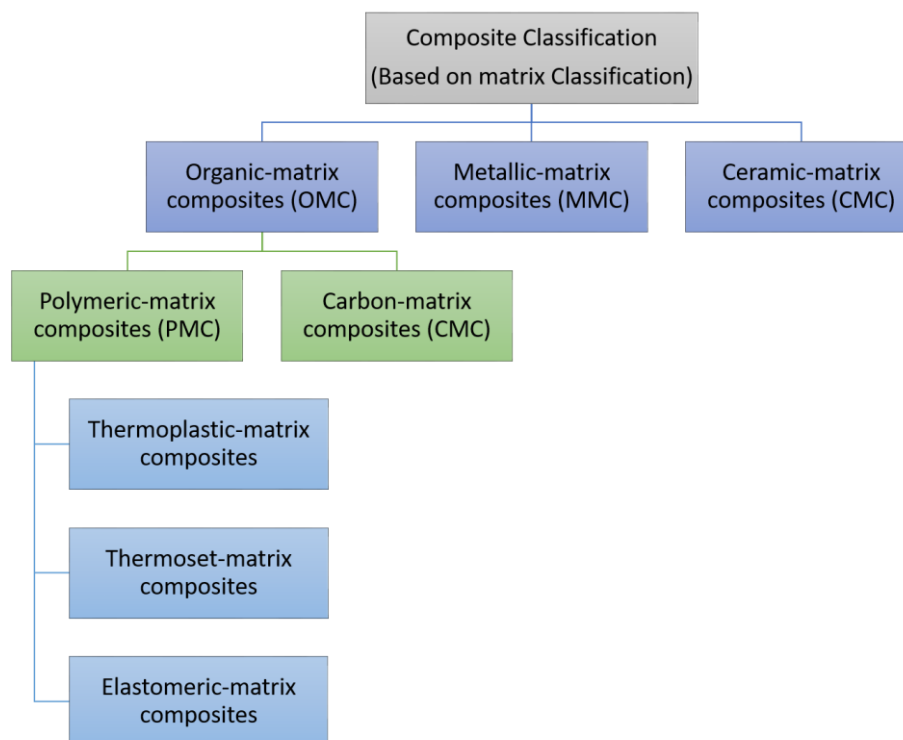 Composite Classification
(Based on matrix Classification)
Organic-matrix
composites (OMC)
Metallic-matrix
composites (MMC)
Ceramic-matrix
composites (CMC)
Polymeric-matrix
composites (PMC)
Carbon-matrix
composites (CMC)
Thermoplastic-matrix
composites
Thermoset-matrix
composites
Elastomeric-matrix
composites